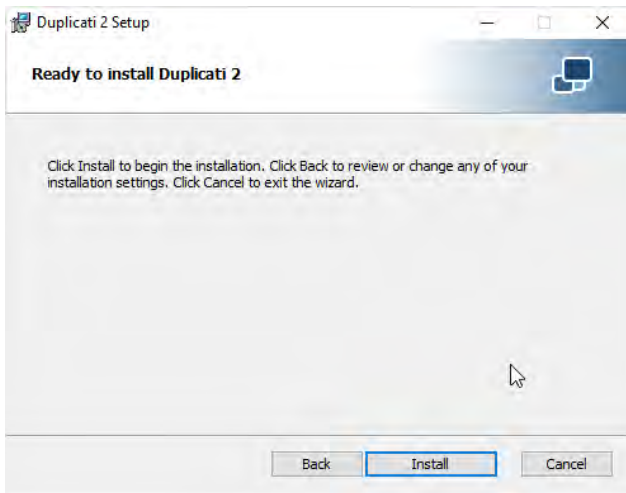 Duplicati 2 Setup
Ready to install Duplicati 2
Click Install to begin the installation. Click Back to review or change any of your
installation settings. Click Cancel to exit the wizard.
Back Install Cancel